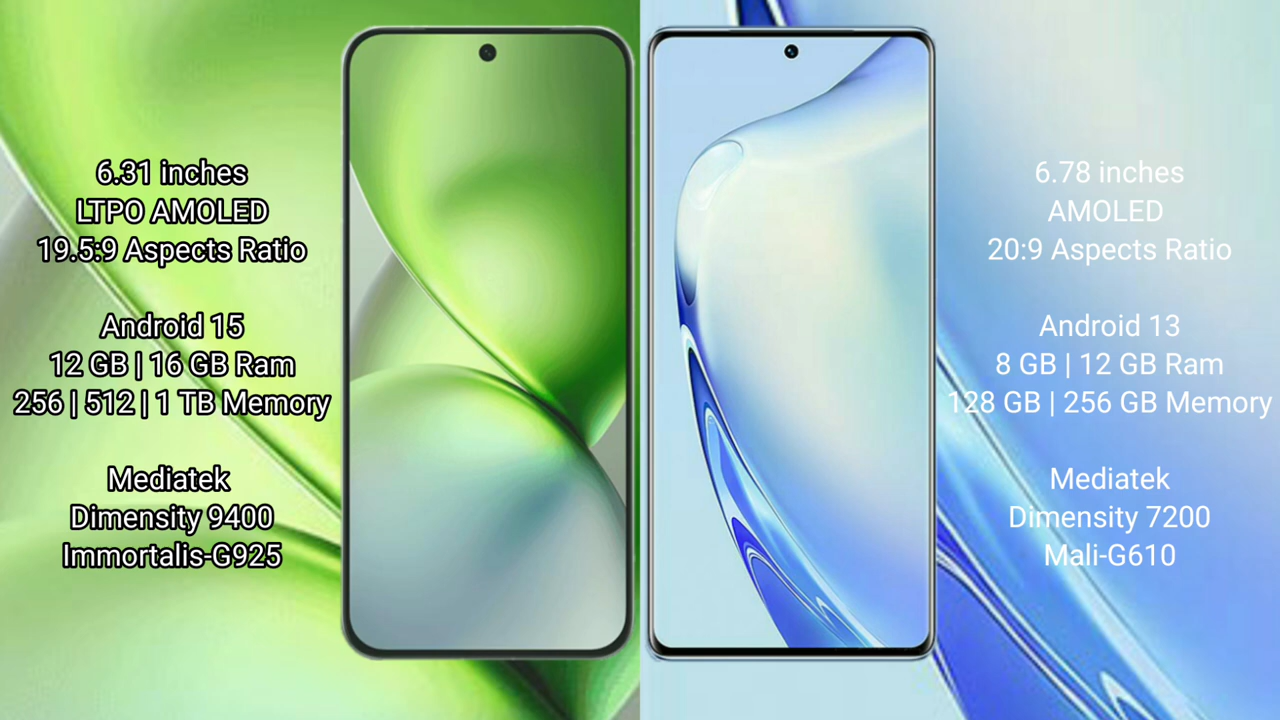 6.31 inches
LTPO AMOLED
19.5:9 Aspects Ratio
Android 15
12 GB | 16 GB Ram
256 | 512 | 1 TB Memory
Mediatek
Dimensity 9400
Immortalis-G925
6.78 inches
AMOLED
20:9 Aspects Ratio
Android 13
8 GB | 12 GB Ram
128 GB | 256 GB Memory
Mediatek
Dimensity 7200
Mali-G610